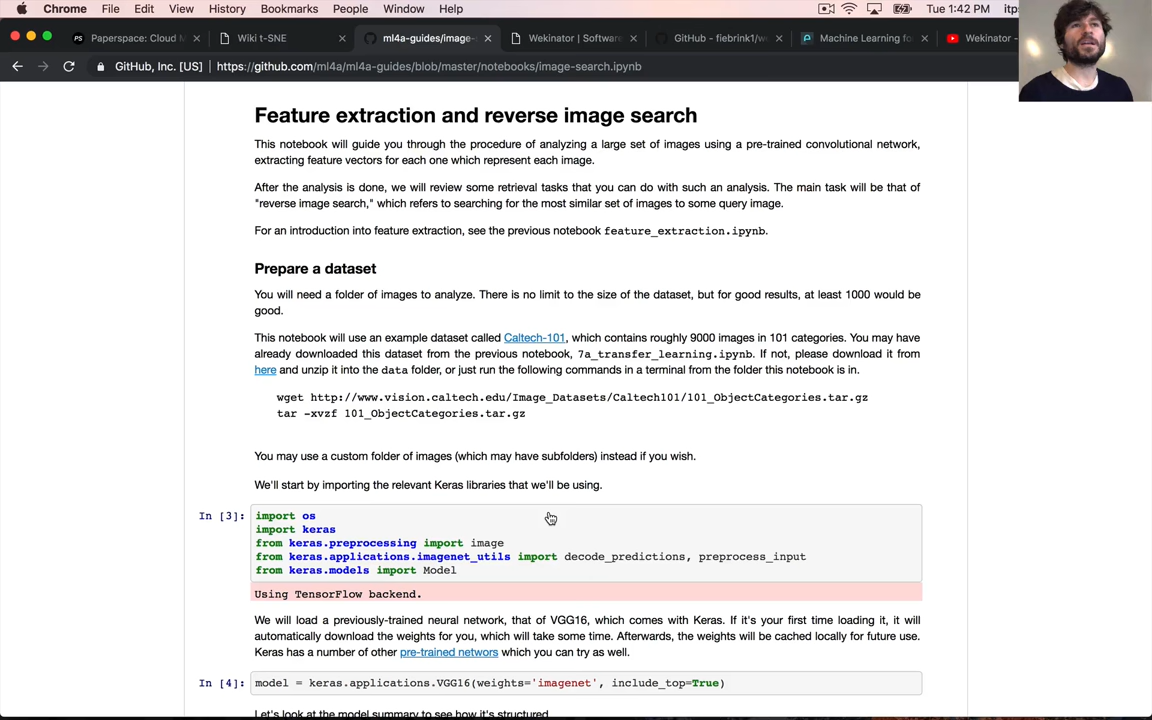 Chrome File Edit View History Bookmarks People Window Help Tue 1:42 PM itp
Paperspace: Cloud M Wiki t-SNE ml4a-guides/image- Wekinator | Software GitHub - fiebrink1/w Machine Learning fo Wekinator -
GitHub, Inc. [US] https://github.com/ml4a/ml4a-guides/blob/master/notebooks/image-search.ipynb
Feature extraction and reverse image search
This notebook will guide you through the procedure of analyzing a large set of images using a pre-trained convolutional network,
extracting feature vectors for each one which represent each image.
After the analysis is done, we will review some retrieval tasks that you can do with such an analysis. The main task will be that of
"reverse image search," which refers to searching for the most similar set of images to some query image.
For an introduction into feature extraction, see the previous notebook feature_extraction.ipynb.
Prepare a dataset
You will need a folder of images to analyze. There is no limit to the size of the dataset, but for good results, at least 1000 would be
good.
This notebook will use an example dataset called Caltech-101, which contains roughly 9000 images in 101 categories. You may have
already downloaded this dataset from the previous notebook, 7a_transfer_learning.ipynb. If not, please download it from
here and unzip it into the data folder, or just run the following commands in a terminal from the folder this notebook is in.
wget http://www.vision.caltech.edu/Image_Datasets/Caltech101/101_ObjectCategories.tar.gz
tar -xvzf 101_ObjectCategories.tar.gz
You may use a custom folder of images (which may have subfolders) instead if you wish.
We'll start by importing the relevant Keras libraries that we'll be using.
In [3]: import os
import keras
from keras.preprocessing import image
from keras.applications.imagenet_utils import decode_predictions, preprocess_input
from keras.models import Model
Using TensorFlow backend.
We will load a previously-trained neural network, that of VGG16, which comes with Keras. If it's your first time loading it, it will
automatically download the weights for you, which will take some time. Afterwards, the weights will be cached locally for future use.
Keras has a number of other pre-trained networs which you can try as well.
In [4]: model = keras.applications.VGG16(weights='imagenet', include_top=True)
Let's look at the model summary to see how it's structured